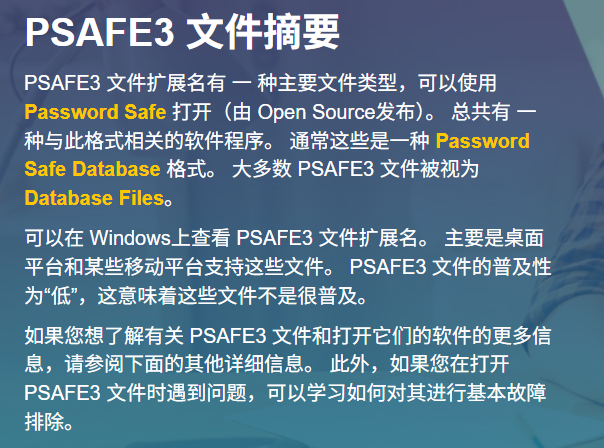 PSAFE3 文件摘要
PSAFE3 文件扩展名有 一 种主要文件类型，可以使用
Password Safe 打开（由 Open Source发布）。 总共有 一
种与此格式相关的软件程序。 通常这些是一种 Password
Safe Database 格式。 大多数 PSAFE3 文件被视为
Database Files。
可以在 Windows上查看 PSAFE3 文件扩展名。 主要是桌面
平台和某些移动平台支持这些文件。 PSAFE3 文件的普及性
为“低”，这意味着这些文件不是很普及。
如果您想了解有关 PSAFE3 文件和打开它们的软件的更多信
息，请参阅下面的其他详细信息。 此外，如果您在打开
PSAFE3 文件时遇到问题，可以学习如何对其进行基本故障
排除。